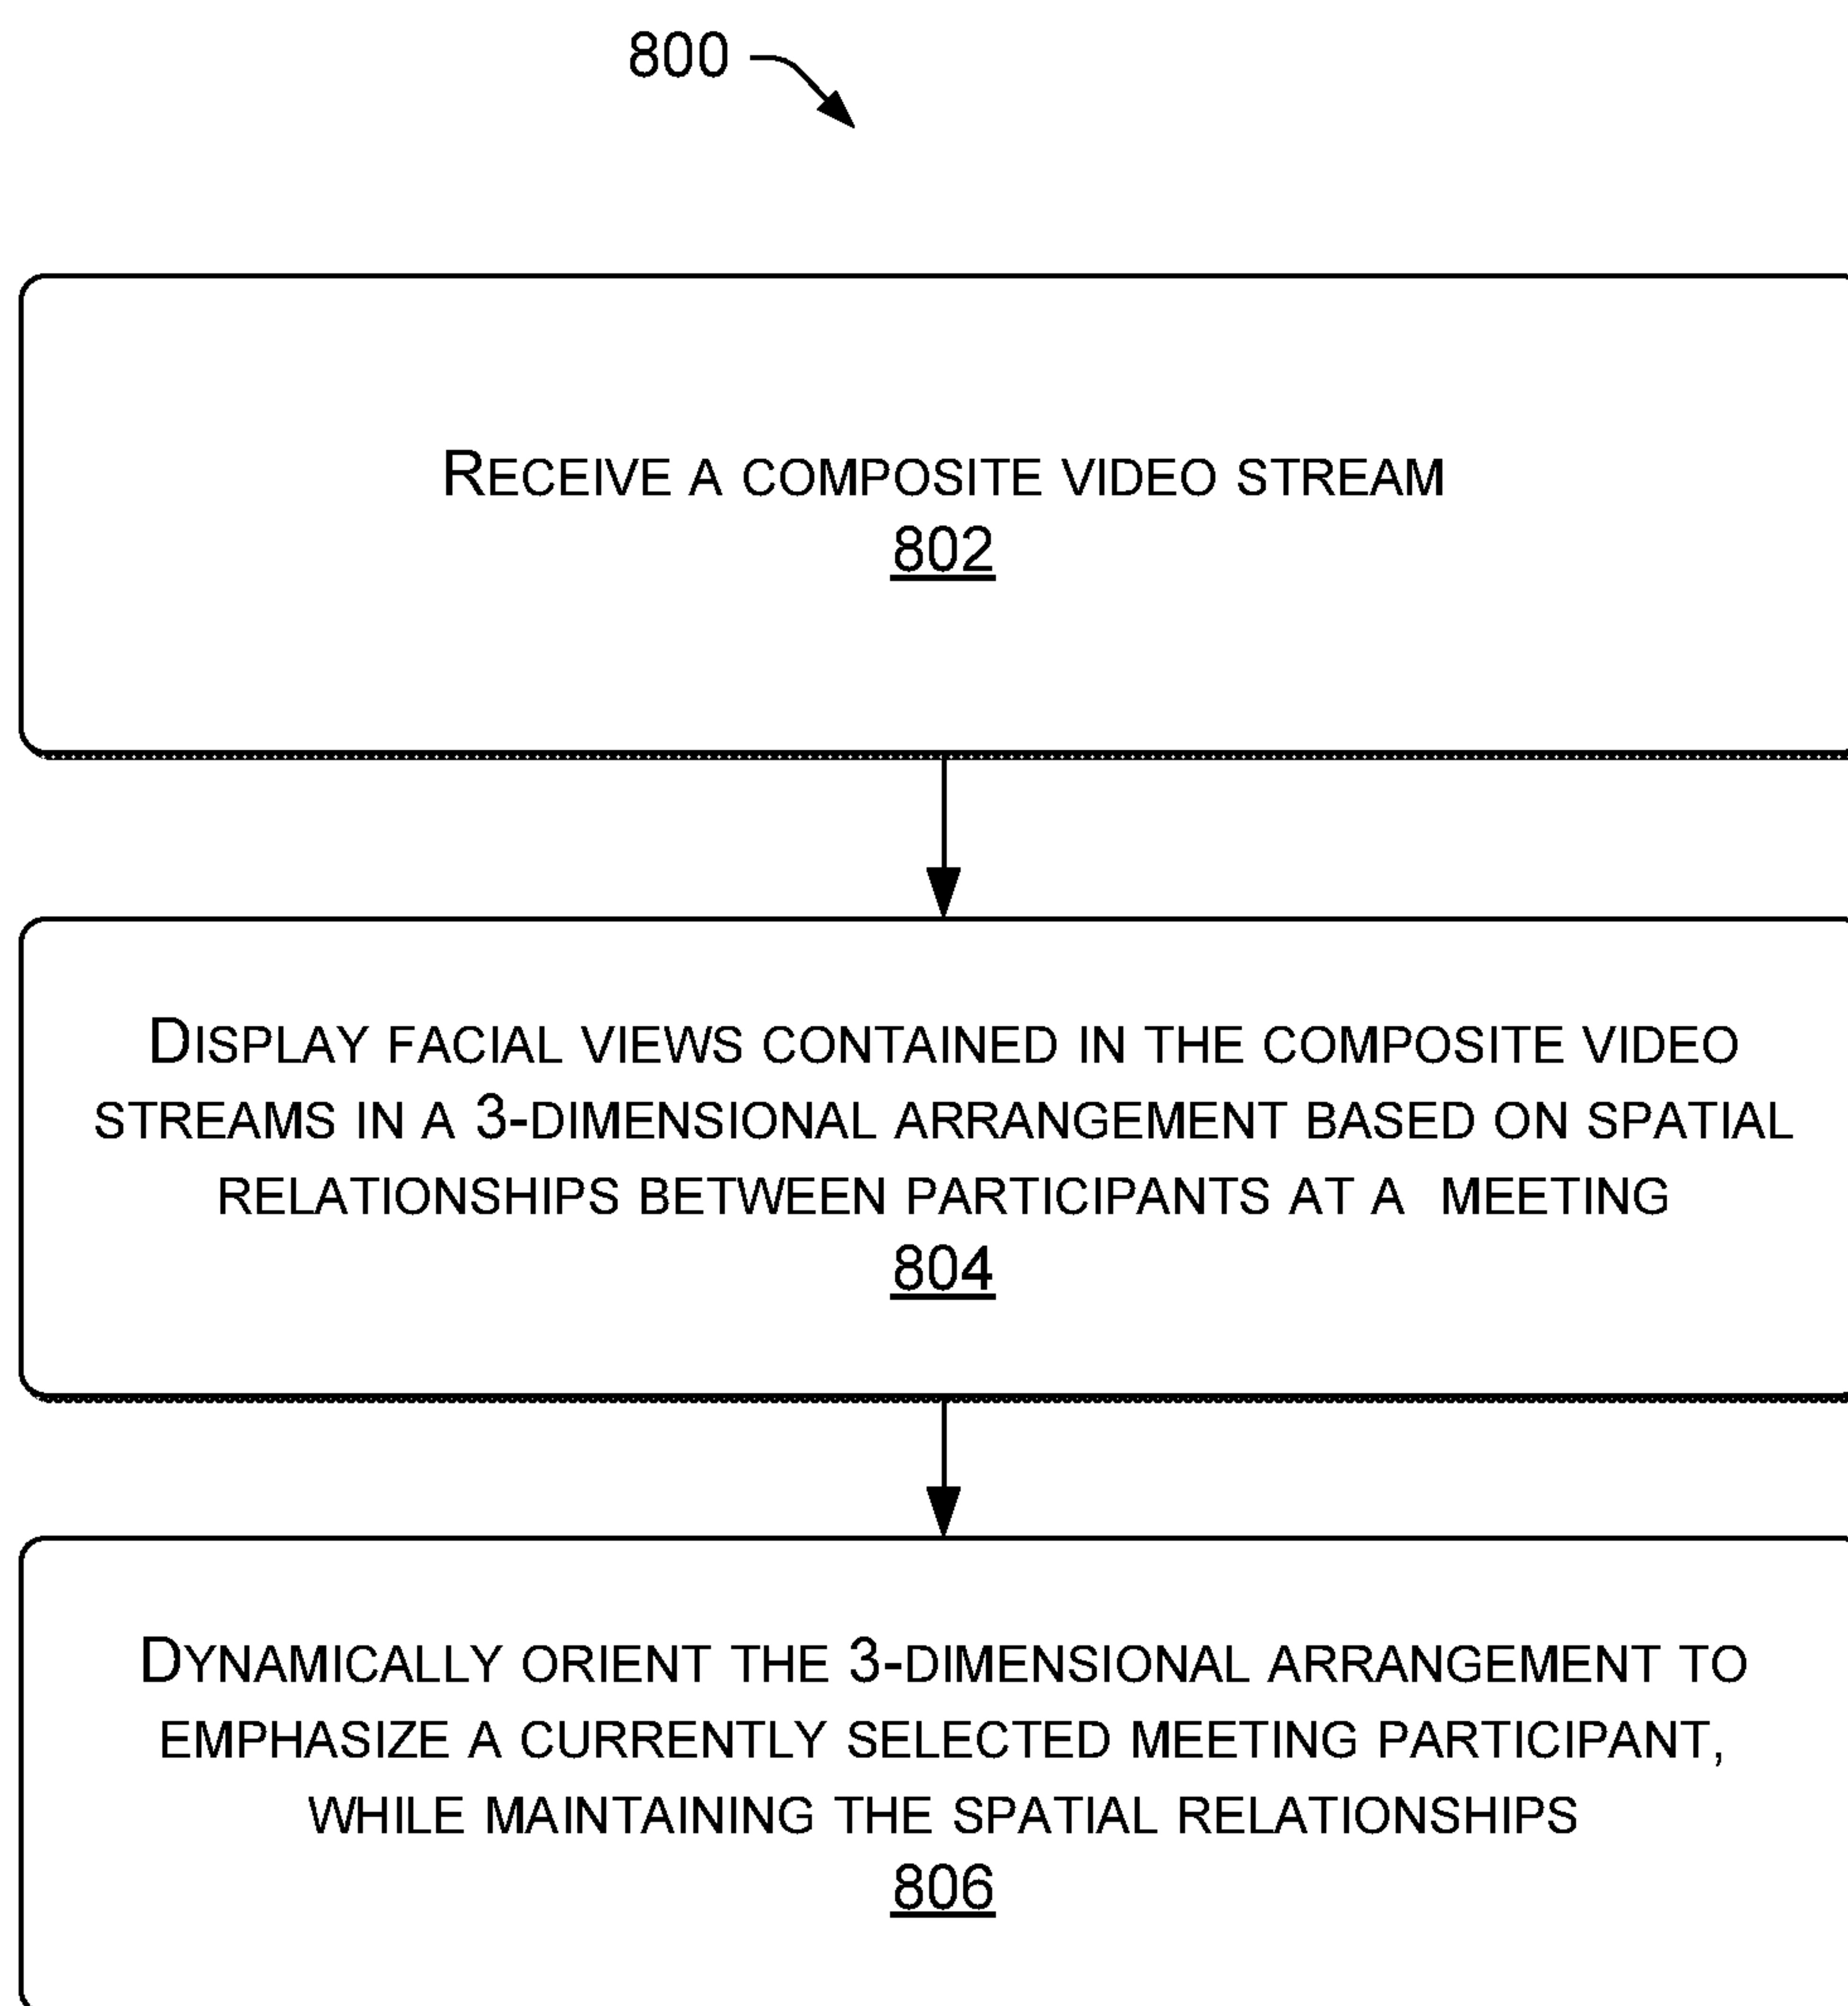 800
RECEIVE A COMPOSITE VIDEO STREAM
802
DISPLAY FACIAL VIEWS CONTAINED IN THE COMPOSITE VIDEO
STREAMS IN A 3-DIMENSIONAL ARRANGEMENT BASED ON SPATIAL
RELATIONSHIPS BETWEEN PARTICIPANTS AT A MEETING
804
DYNAMICALLY ORIENT THE 3-DIMENSIONAL ARRANGEMENT TO
EMPHASIZE A CURRENTLY SELECTED MEETING PARTICIPANT,
WHILE MAINTAINING THE SPATIAL RELATIONSHIPS
806